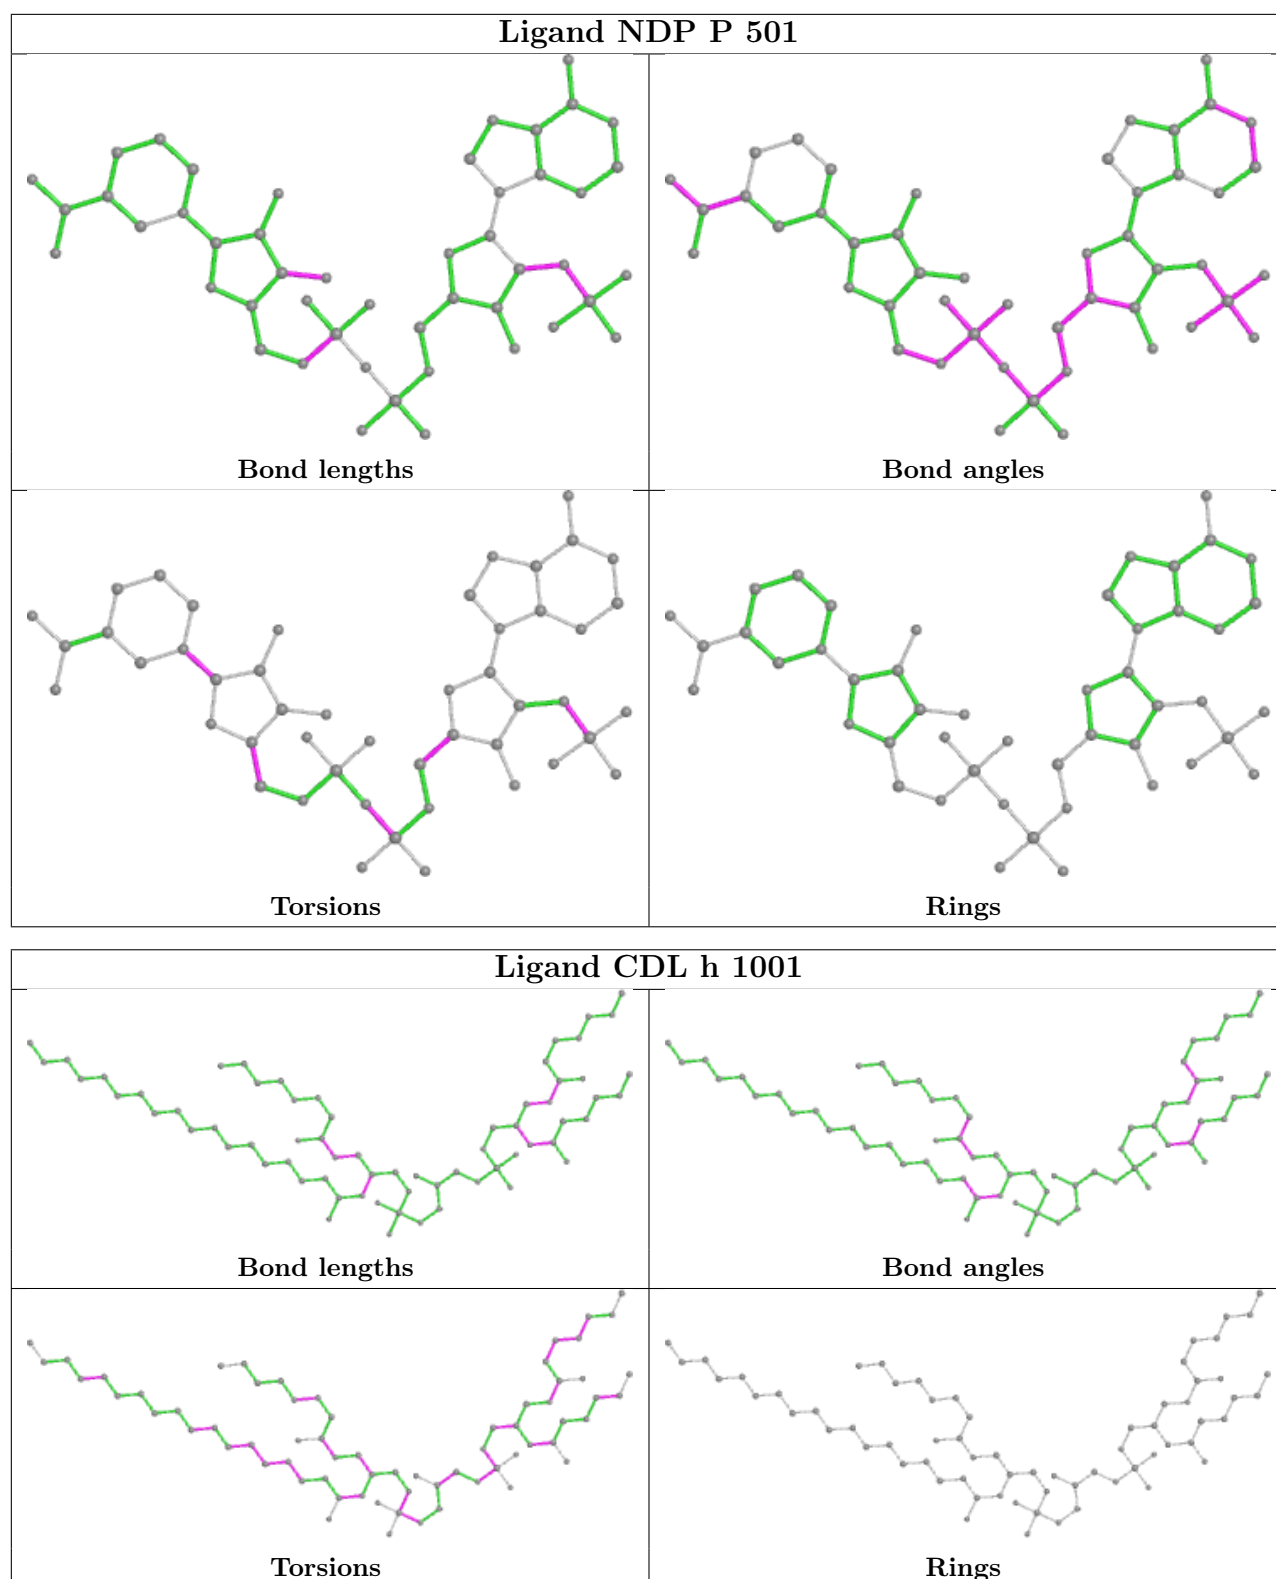 Ligand NDP P 501
Bond lengths
Bond angles
Torsions
Rings
Ligand CDL h 1001
Bond lengths
Bond angles
Torsions
Rings